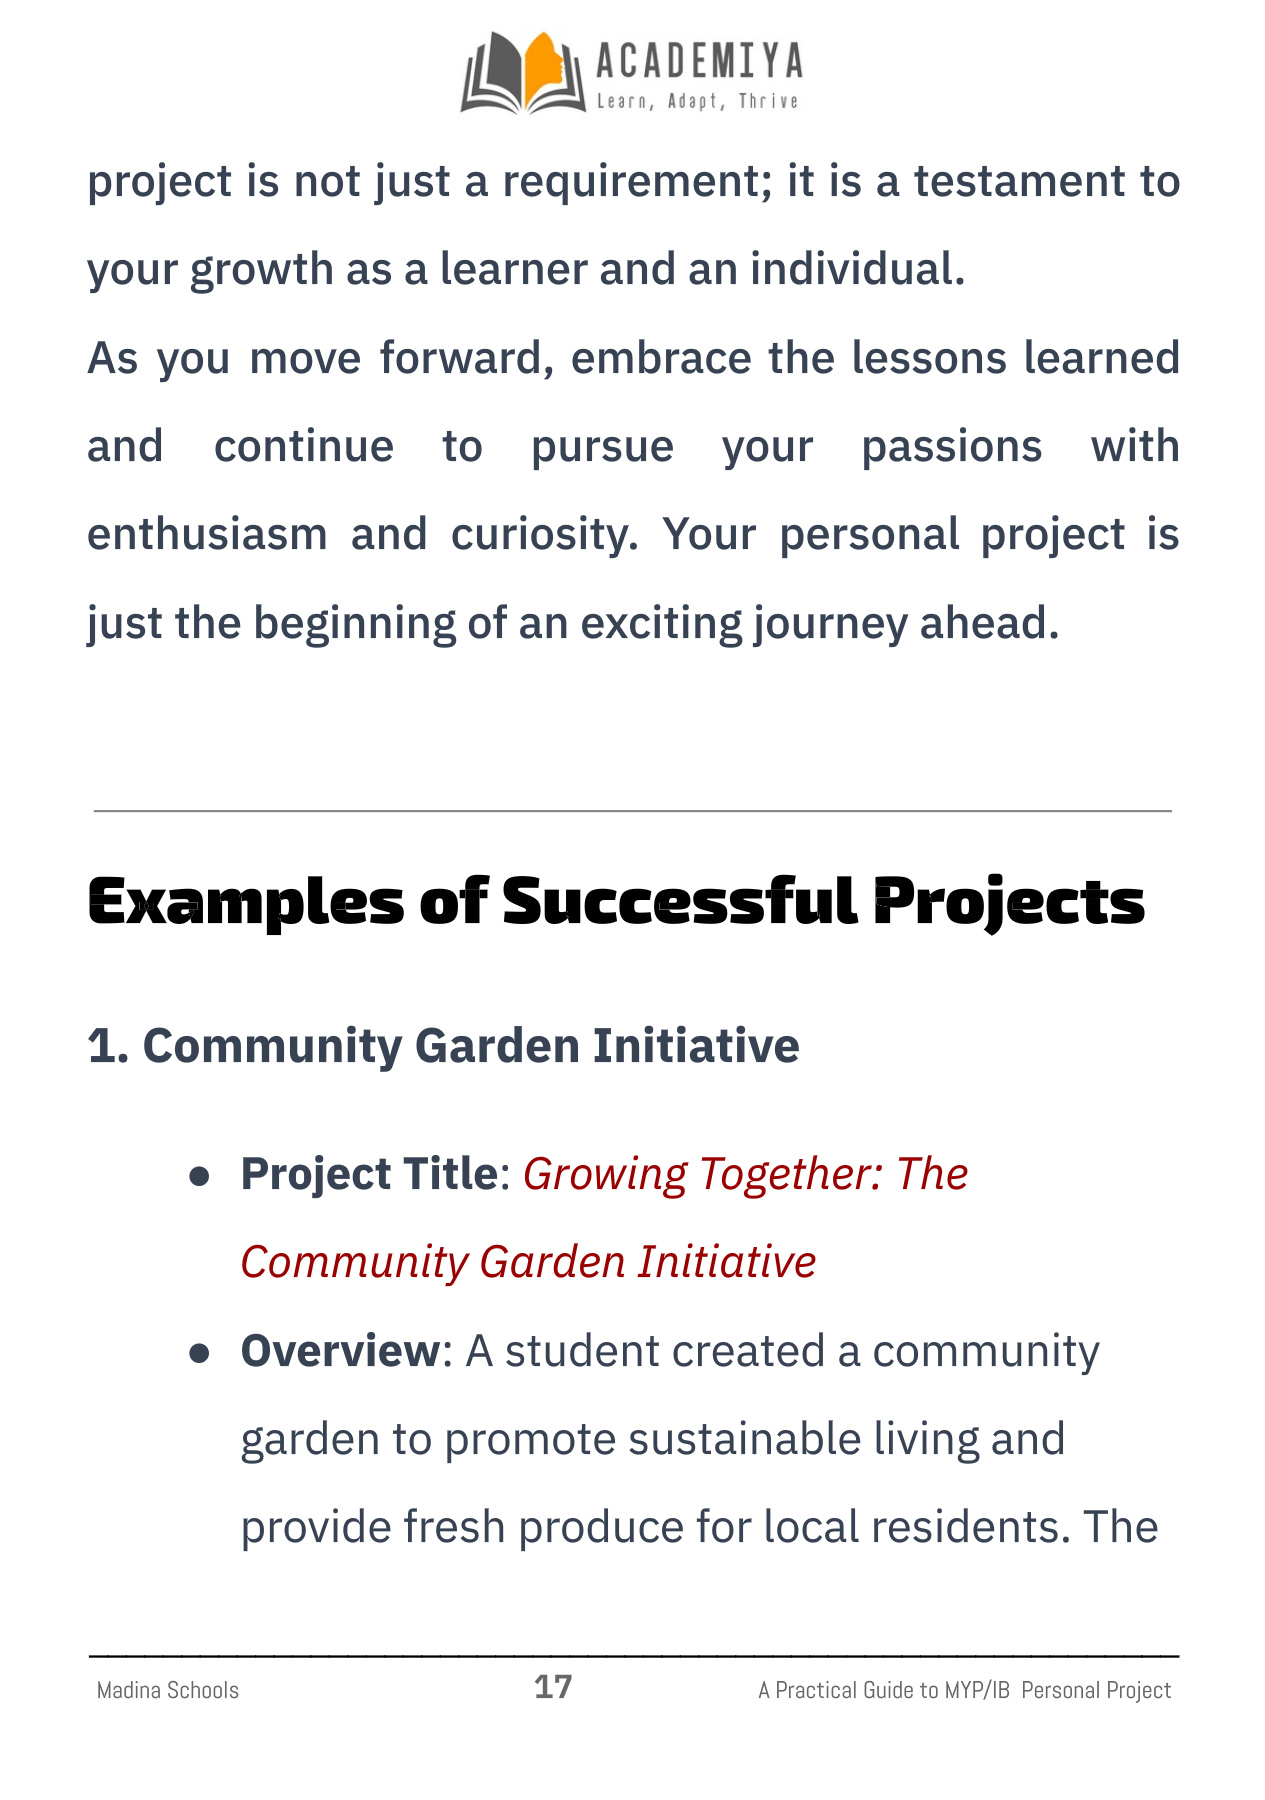 ACADEMIYA
Learn, Adapt, Thrive
project is not just a requirement; it is a testament to
your growth as a learner and an individual.
As you move forward, embrace the lessons learned
and continue to pursue your passions with
enthusiasm and curiosity. Your personal project is
just the beginning of an exciting journey ahead.
Examples of Successful Projects
1. Community Garden Initiative
● Project Title: Growing Together: The
Community Garden Initiative
● Overview: A student created a community
garden to promote sustainable living and
provide fresh produce for local residents. The
Madina Schools 17 A Practical Guide to MYP/IB Personal Project